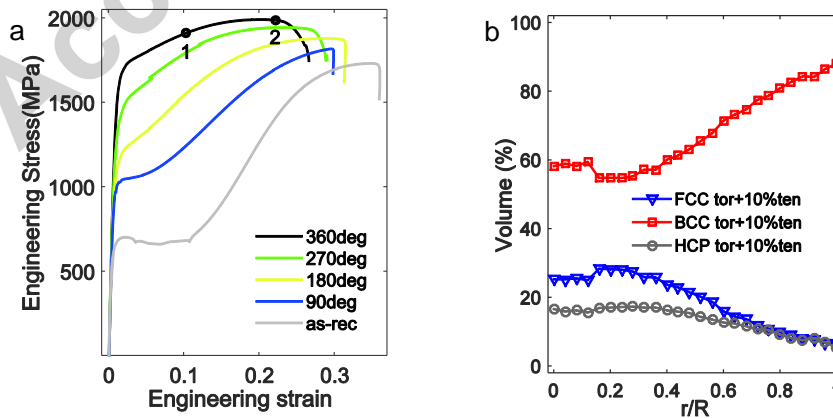 Acc
a
2000
1500
1000
500
0
0.1
0.2
0.3
Engineering Stress(MPa)
Engineering strain
1
2
360deg
270deg
180deg
90deg
as-rec
b
100
80
60
40
20
0
0.0
0.2
0.4
0.6
0.8
Volume (%)
r/R
FCC tor+10%ten
BCC tor+10%ten
HCP tor+10%ten